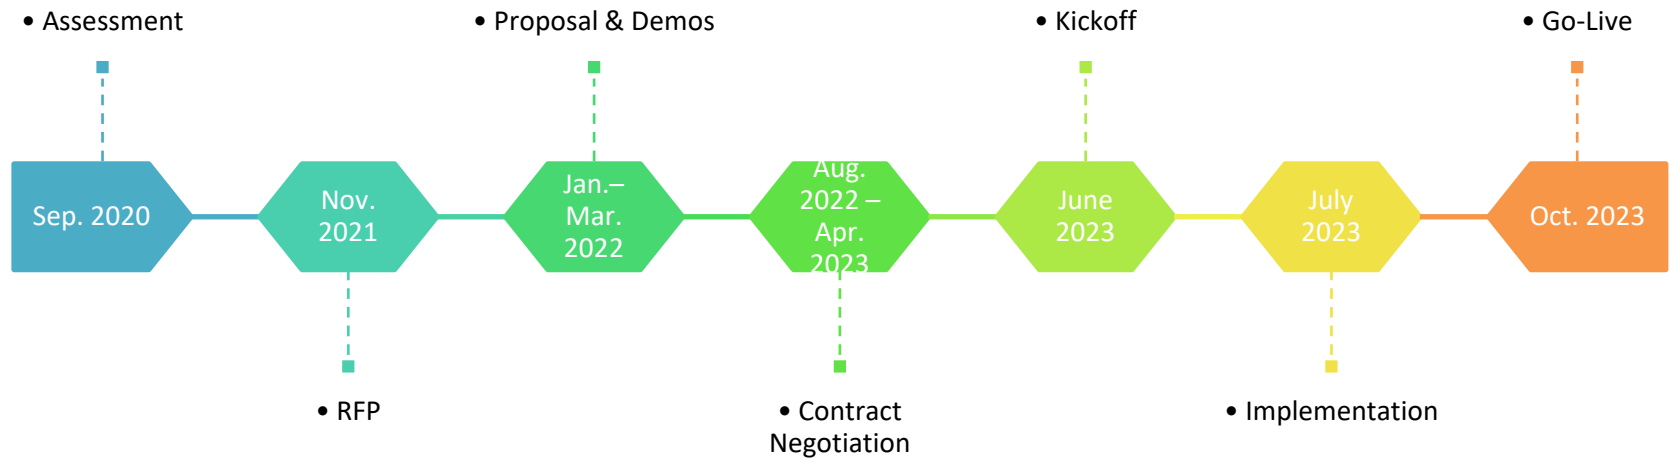 • Assessment
• Proposal & Demos
• Kickoff
• Go-Live
Sep. 2020
Nov.
2021
Jan.–
Mar.
2022
Aug.
2022 –
Apr.
2023
June
2023
July
2023
Oct. 2023
• RFP
• Contract
Negotiation
• Implementation